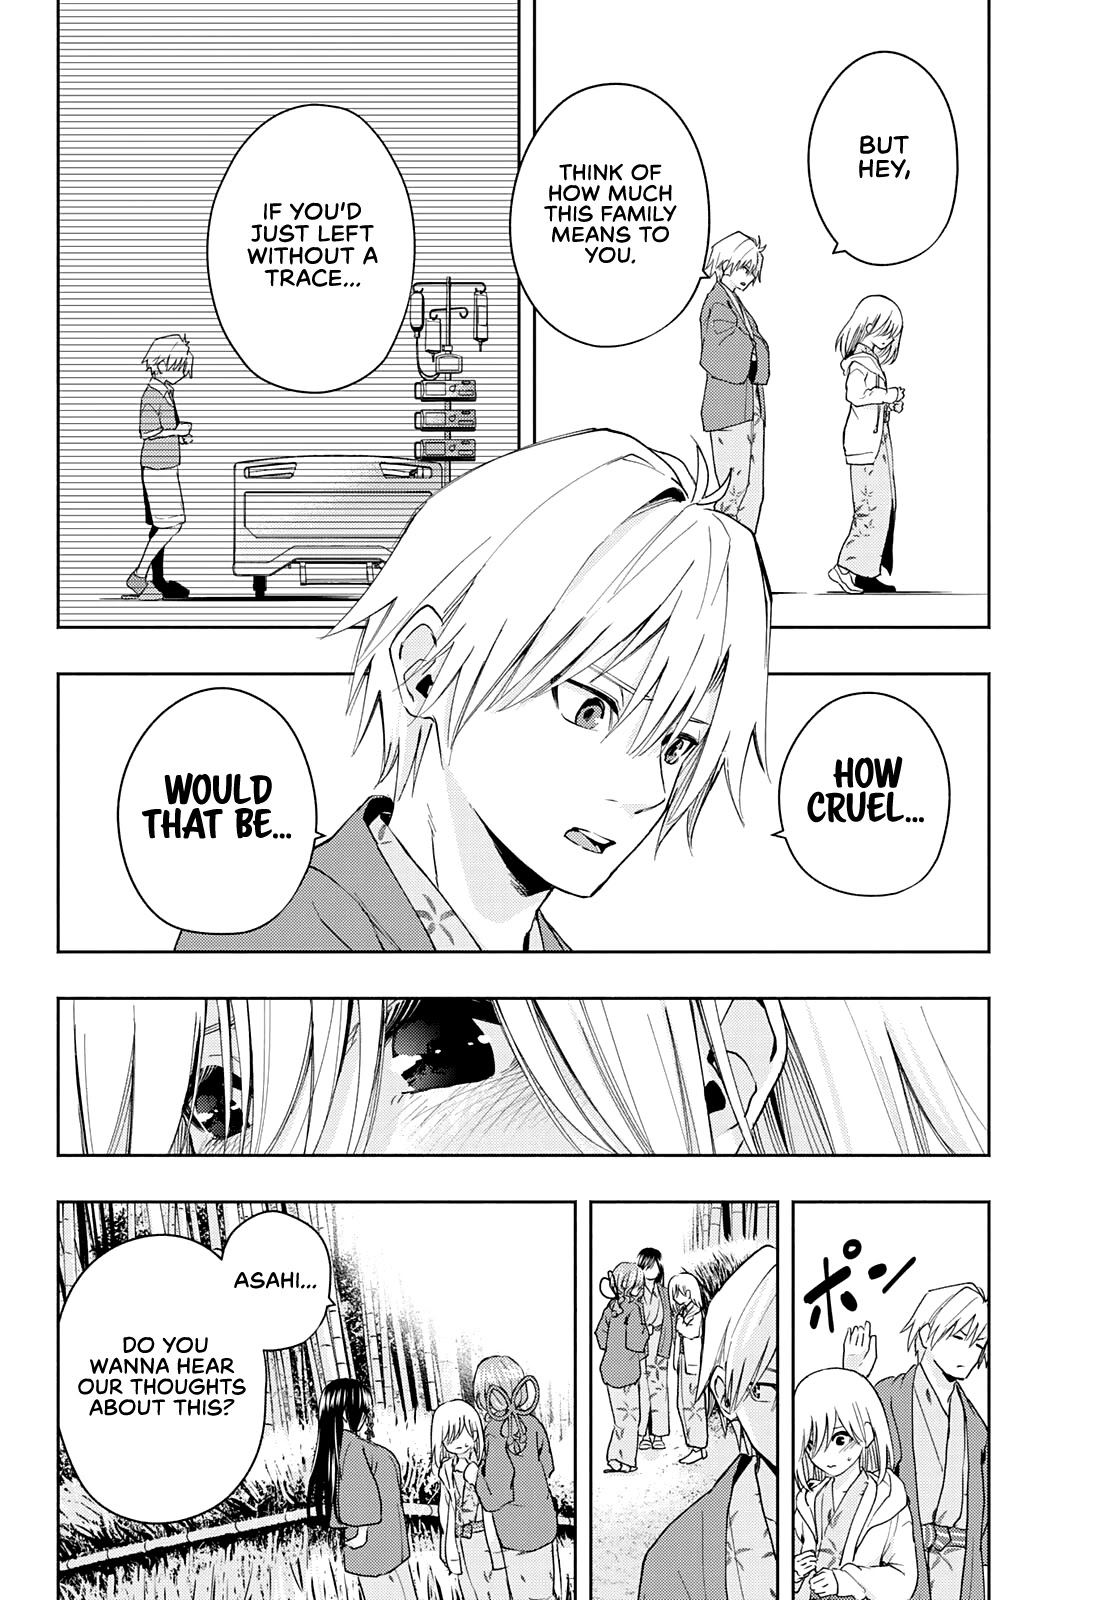 BUT
HEY,
THINK OF
HOW MUCH
THIS FAMILY
MEANS TO
YOU.
IF YOU'D
JUST LEFT
WITHOUT A
TRACE...
HOW
CRUEL...
WOULD
THAT BE...
ポン
ASAHI...
DO YOU
WANNA HEAR
OUR THOUGHTS
ABOUT THIS?